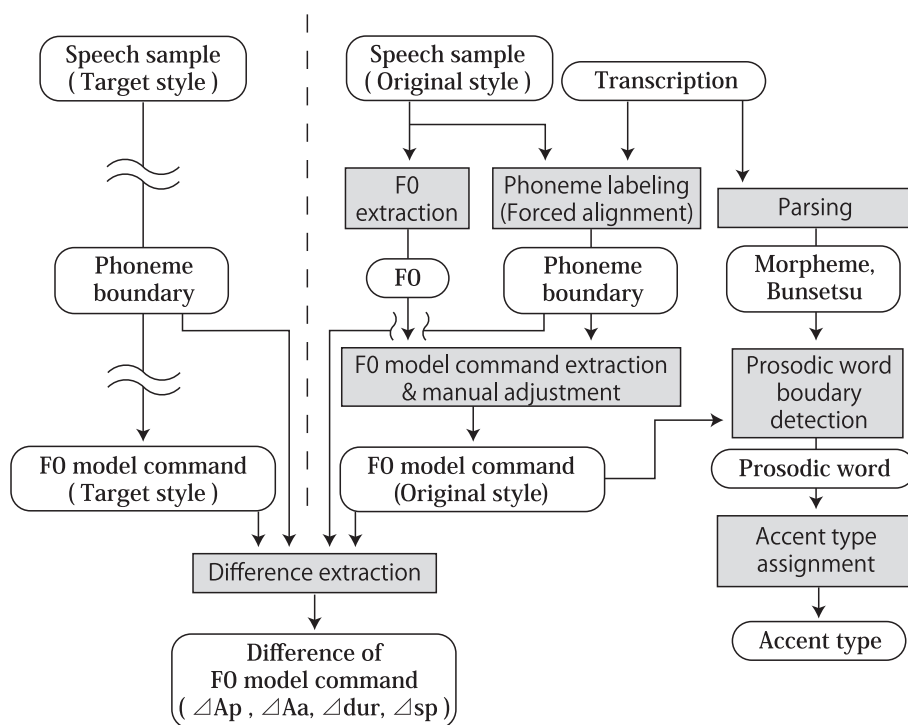 Speech sample
( Target style )
Phoneme
boundary
F0 model command
( Target style )
Speech sample
( Original style )
Transcription
F0
extraction
Phoneme labeling
(Forced alignment)
Parsing
F0
Phoneme
boundary
Morpheme,
Bunsetsu
F0 model command extraction
& manual adjustment
Prosodic word
boudary
detection
F0 model command
(Original style)
Prosodic word
Accent type
assignment
Accent type
Difference extraction
Difference of
F0 model command
( ⊿Ap , ⊿Aa, ⊿dur, ⊿sp )